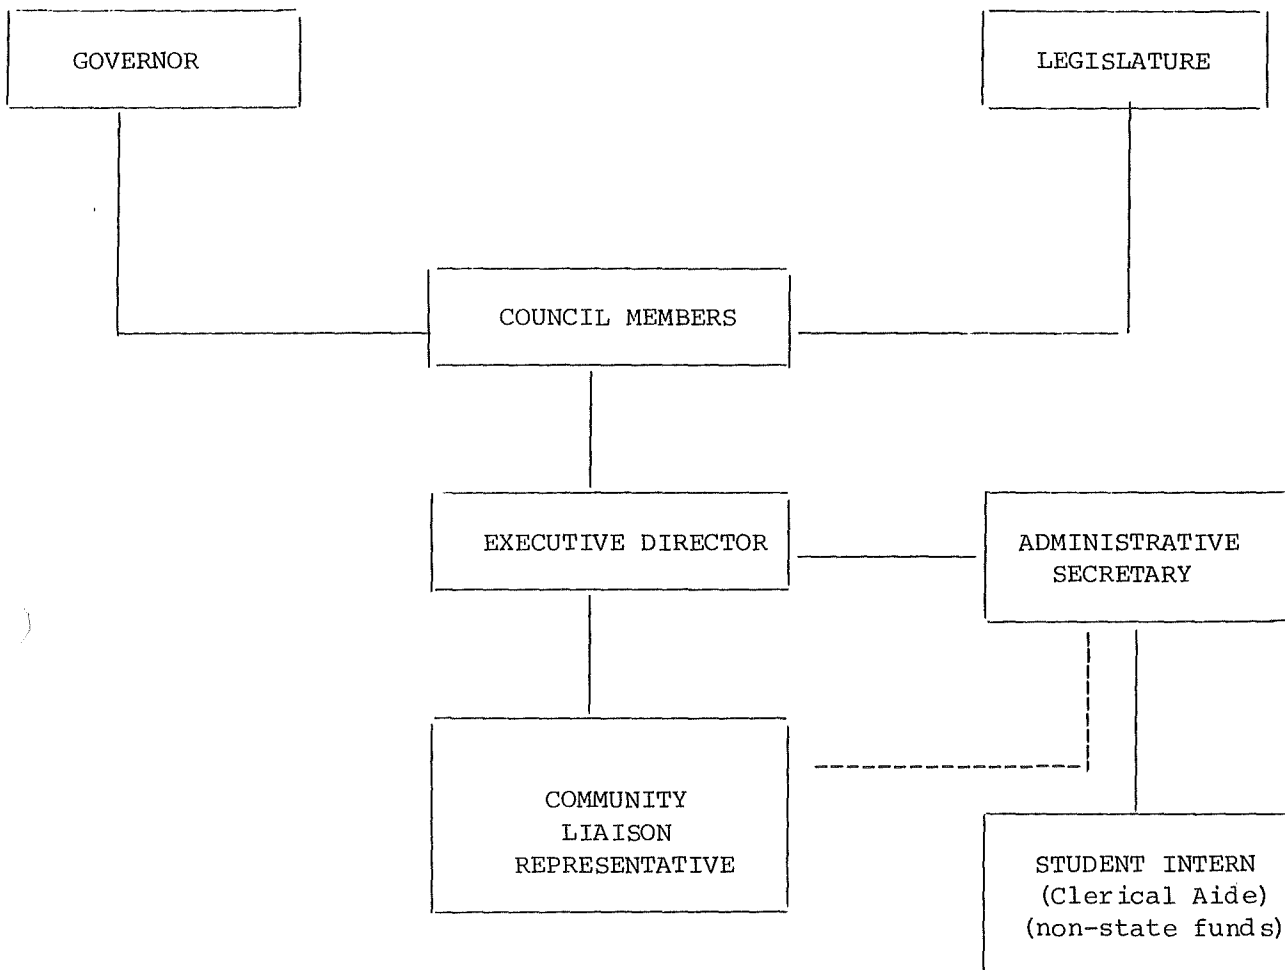 GOVERNOR
LEGISLATURE
COUNCIL MEMBERS
EXECUTIVE DIRECTOR
ADMINISTRATIVE
SECRETARY
COMMUNITY
LIAISON
REPRESENTATIVE
STUDENT INTERN
(Clerical Aide)
(non-state funds)